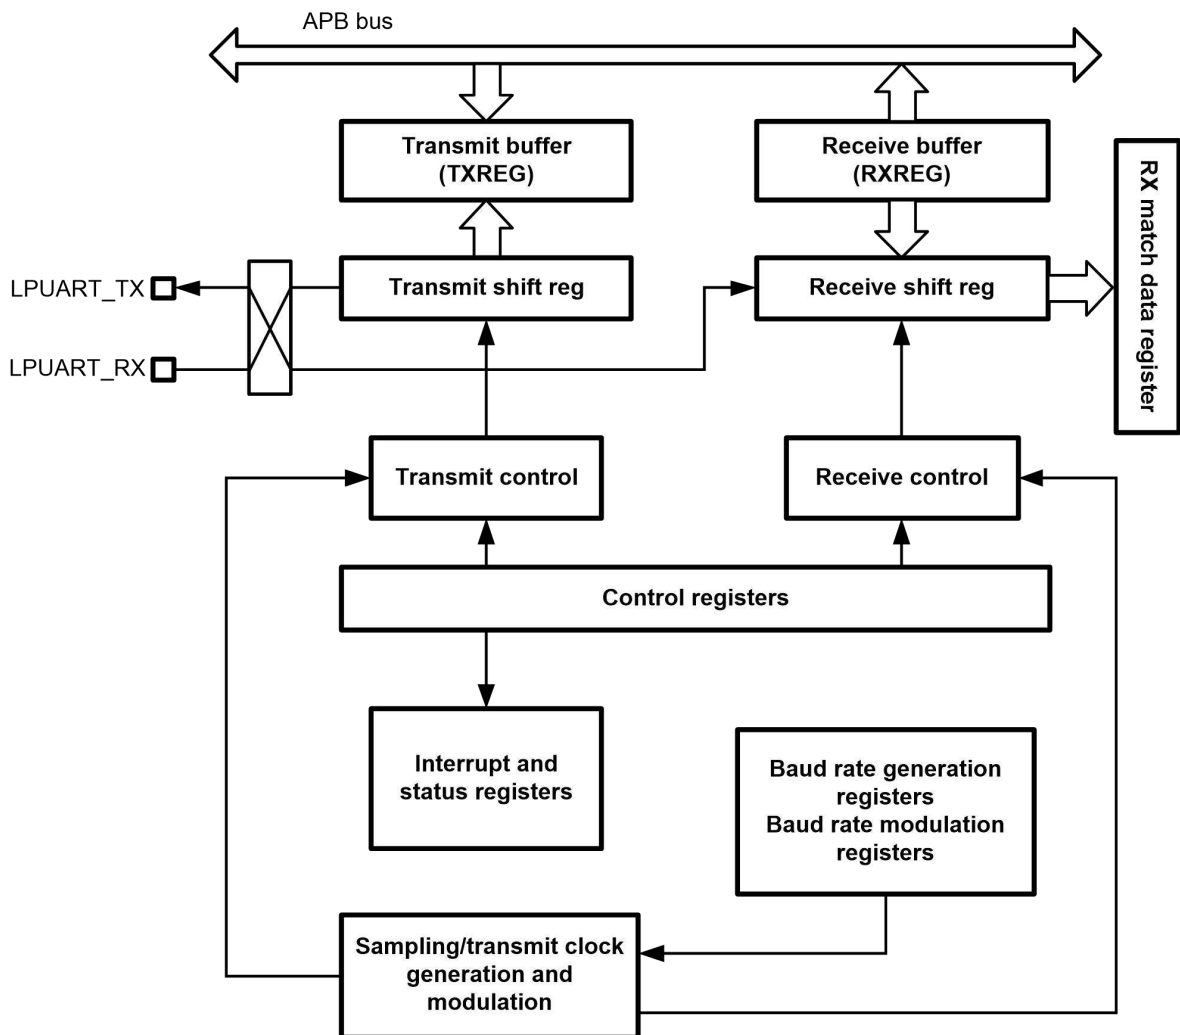 APB bus
Transmit buffer
(TXREG)
Receive buffer
(RXREG)
RX match data register
LPUART_TX
Transmit shift reg
Receive shift reg
LPUART_RX
Transmit control
Receive control
Control registers
Interrupt and
status registers
Baud rate generation
registers
Baud rate modulation
registers
Sampling/transmit clock
generation and
modulation